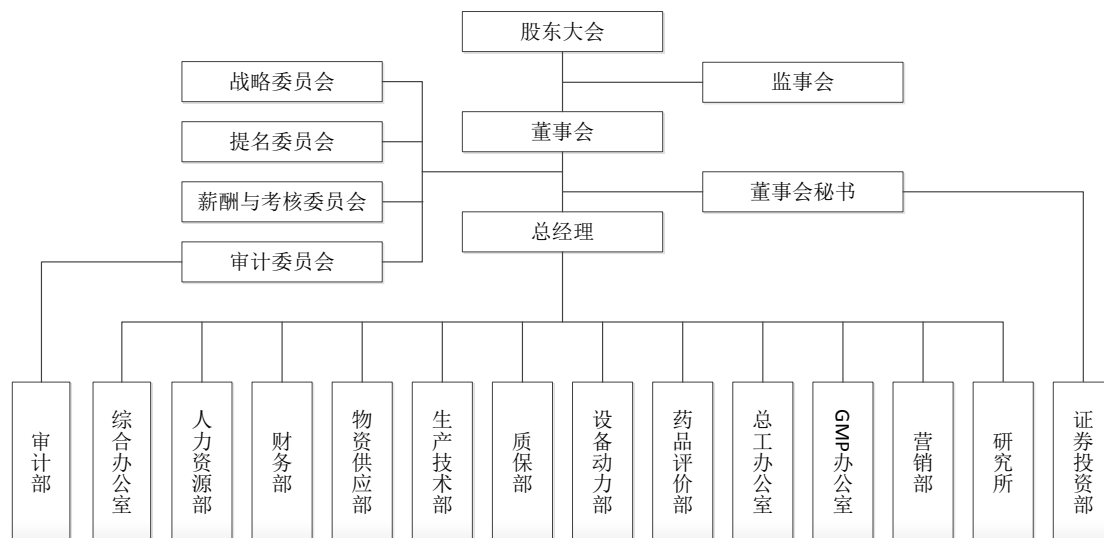 股东大会
战略委员会
监事会
提名委员会
董事会
薪酬与考核委员会
董事会秘书
总经理
审计委员会
审计部
综合办公室
人力资源部
财务部
物资供应部
生产技术部
质保部
设备动力部
药品评价部
总工办公室
GMP办公室
营销部
研究所
证券投资部